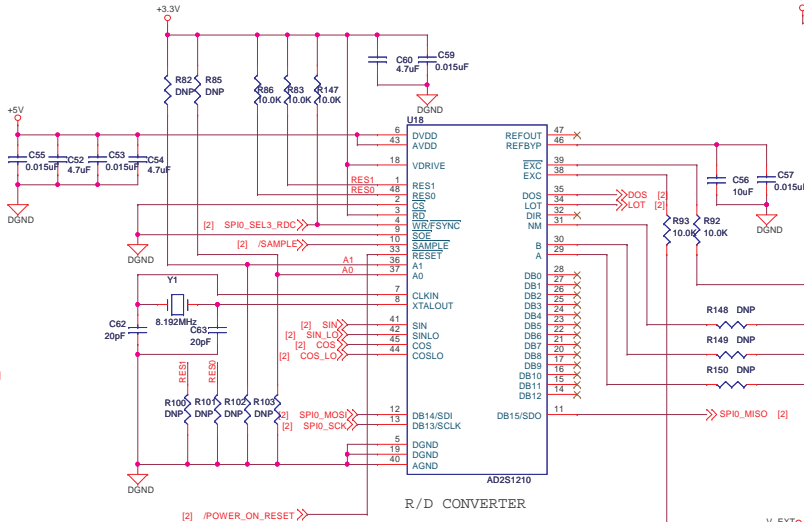 +3.3V
R82
DNP
R85
DNP
R86
10.0K
R83
10.0K
R147
10.0K
C60
4.7uF
C59
0.015uF
DGND
+5V
C55
0.015uF
C52
4.7uF
C53
0.015uF
C54
4.7uF
DGND
U18
6 DVDD
43 AVDD
18 VDRIVE
RES1 1 RES1
RES0 48 RES0
2 CS
3 RD
[2] SPI0_SEL3_RDC 4 WR/FSYNC
9 SOE
[2] /SAMPLE 10 SAMPLE
33 RESET
A1 36 A1
A0 37 A0
7 CLKIN
8 XTALOUT
[2] SIN 41 SIN
[2] SIN_LO 42 SINLO
[2] COS 45 COS
[2] COS_LO 44 COSLO
[2] SPI0_MOSI 12 DB14/SDI
[2] SPI0_SCK 13 DB13/SCLK
5 DGND
19 DGND
40 AGND
REFOUT 47
REFBYP 46
EXC 39
EXC 38
DOS 35 DOS [2]
LOT 34 LOT [2]
DIR 32
NM 31
B 30
A 29
DB0 28
DB1 27
DB2 26
DB3 25
DB4 24
DB5 23
DB6 22
DB7 21
DB8 20
DB9 17
DB10 16
DB11 15
DB12 14
DB15/SDO 11 SPI0_MISO [2]
AD2S1210
R/D CONVERTER
DGND
Y1
8.192MHz
C62
20pF
C63
20pF
RES1
RES0
R100
DNP
R101
DNP
R102
DNP
R103
DNP
DGND
[2] /POWER_ON_RESET
C56
10uF
C57
0.015uF
DGND
R93
10.0K
R92
10.0K
R148 DNP
R149 DNP
R150 DNP